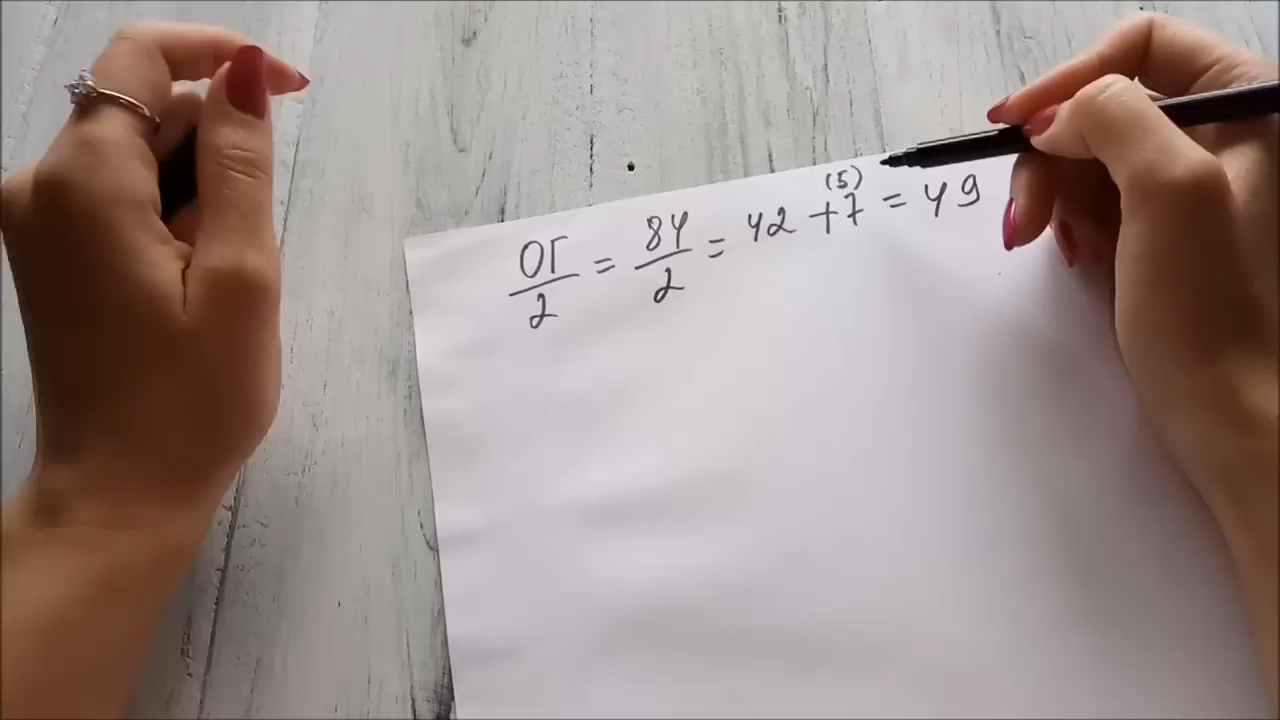 ОГ/2 = 84/2 = 42 +7 (5) = 49